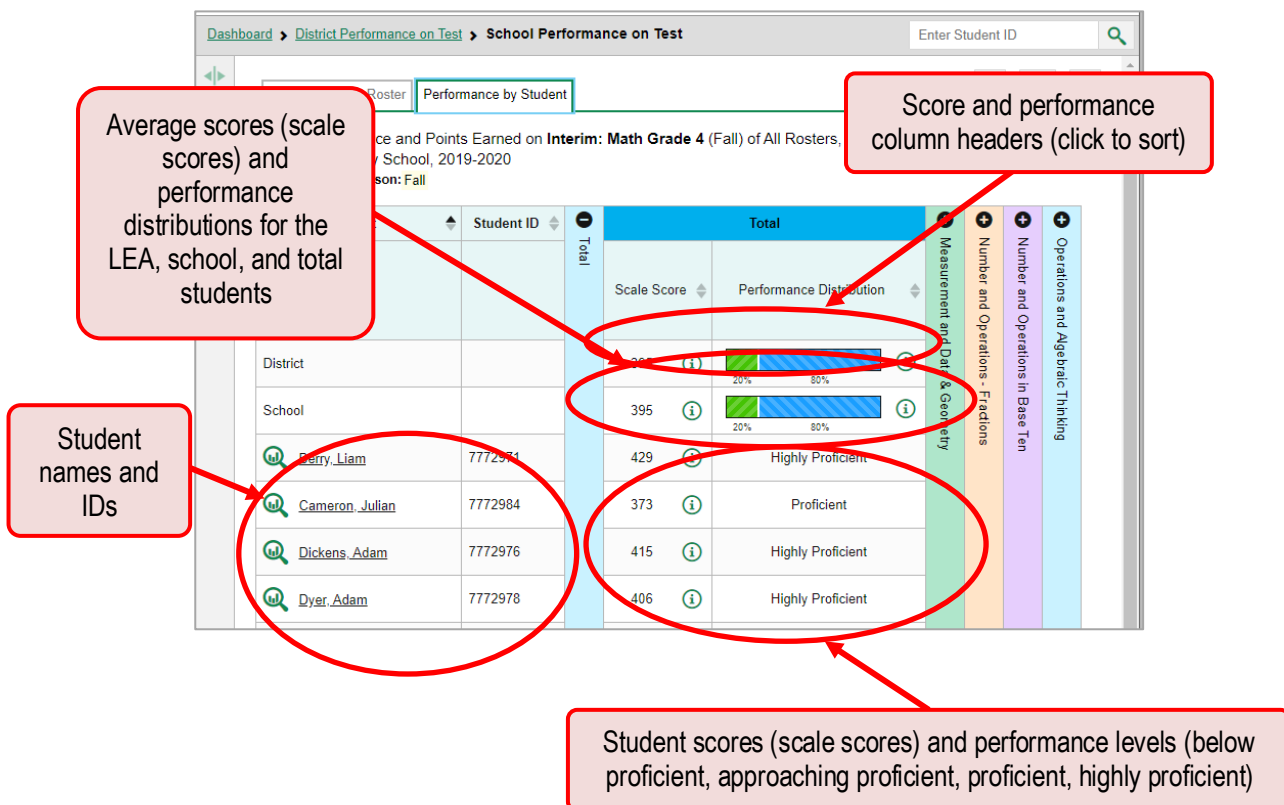 Dashboard > District Performance on Test > School Performance on Test
Enter Student ID
Roster
Performance by Student
Average scores (scale
scores) and
performance
distributions for the
LEA, school, and total
students
Score and performance
column headers (click to sort)
and Points Earned on Interim: Math Grade 4 (Fall) of All Rosters,
School, 2019-2020
Fall
Student ID
Total
Total
Scale Score
Performance Distribution
Measurement and Data & Geometry
Number and Operations - Fractions
Number and Operations in Base Ten
Operations and Algebraic Thinking
District
20% 80%
School
395
20% 80%
Student
names and
IDs
Berry, Liam 7772971 429 Highly Proficient
Cameron, Julian 7772984 373 Proficient
Dickens, Adam 7772976 415 Highly Proficient
Dyer, Adam 7772978 406 Highly Proficient
Student scores (scale scores) and performance levels (below
proficient, approaching proficient, proficient, highly proficient)